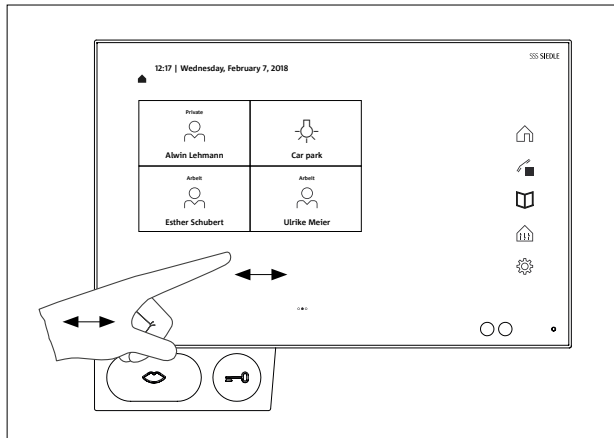 SSS SIEDLE
12:17 | Wednesday, February 7, 2018
Private
Alwin Lehmann
Car park
Arbeit
Esther Schubert
Arbeit
Ulrike Meier